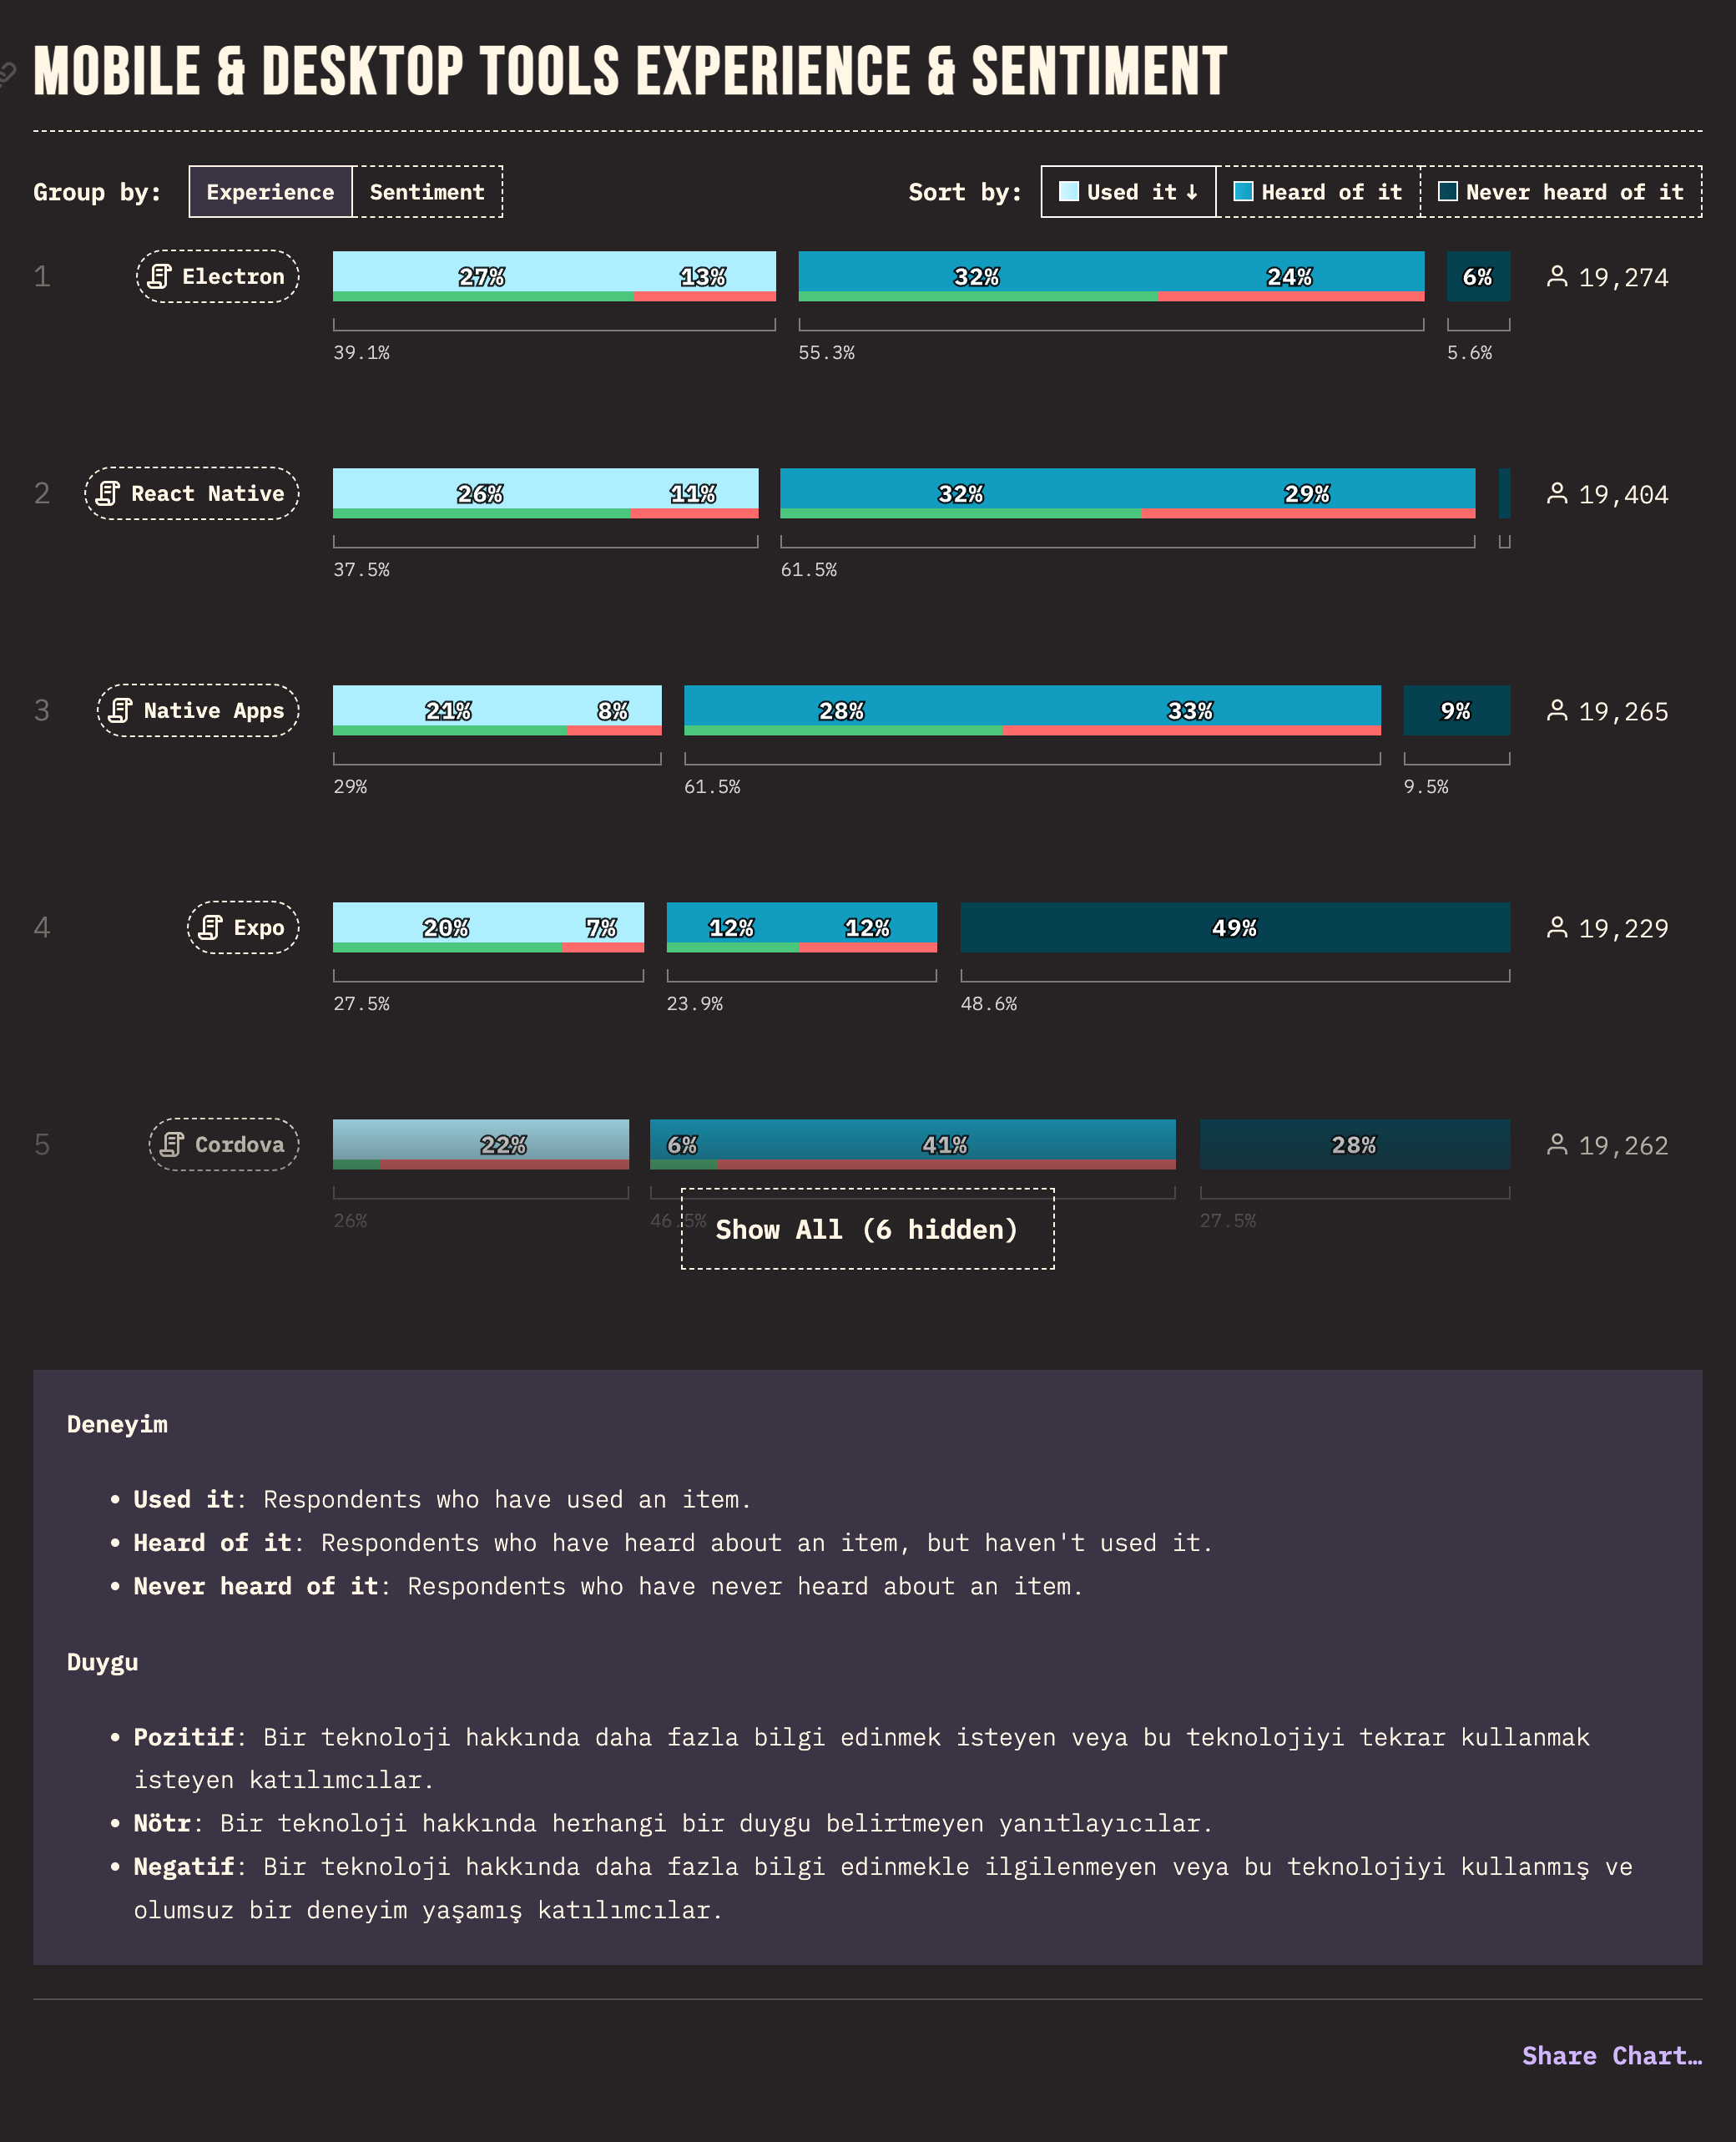 MOBILE & DESKTOP TOOLS EXPERIENCE & SENTIMENT
Group by: Experience Sentiment Sort by: Used it ↓ Heard of it Never heard of it
1 Electron 27% 13% 32% 24% 6% 19,274
39.1% 55.3% 5.6%
2 React Native 26% 11% 32% 29% 19,404
37.5% 61.5%
3 Native Apps 21% 8% 28% 33% 9% 19,265
29% 61.5% 9.5%
4 Expo 20% 7% 12% 12% 49% 19,229
27.5% 23.9% 48.6%
5 Cordova 22% 6% 41% 28% 19,262
26% 46.5% 27.5%
Show All (6 hidden)
Deneyim
• Used it: Respondents who have used an item.
• Heard of it: Respondents who have heard about an item, but haven't used it.
• Never heard of it: Respondents who have never heard about an item.
Duygu
• Pozitif: Bir teknoloji hakkında daha fazla bilgi edinmek isteyen veya bu teknolojiyi tekrar kullanmak
isteyen katılımcılar.
• Nötr: Bir teknoloji hakkında herhangi bir duygu belirtmeyen yanıtlayıcılar.
• Negatif: Bir teknoloji hakkında daha fazla bilgi edinmekle ilgilenmeyen veya bu teknolojiyi kullanmış ve
olumsuz bir deneyim yaşamış katılımcılar.
Share Chart…